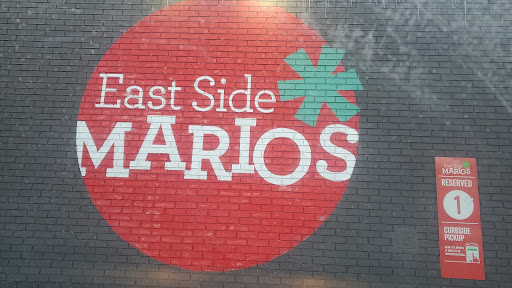 East Side
MARIOS
MARIOS
RESERVED
1
CURBSIDE
PICKUP